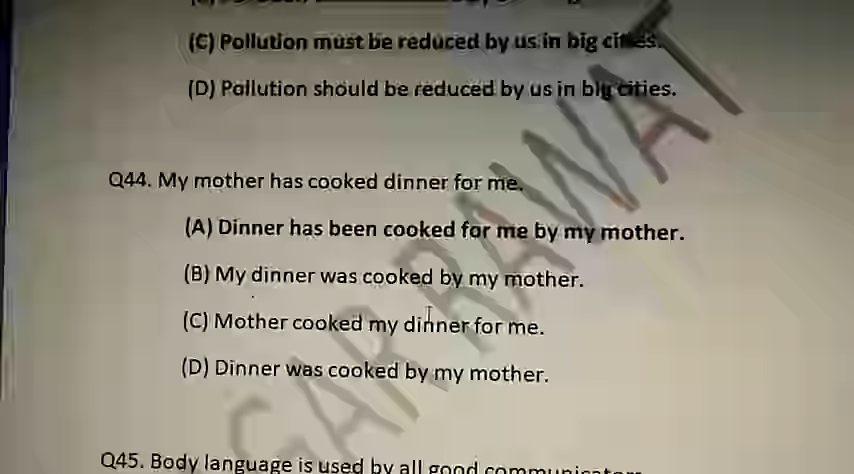 (C) Pollution must be reduced by us in big cities.
(D) Pollution should be reduced by us in big cities.
Q44. My mother has cooked dinner for me.
(A) Dinner has been cooked for me by my mother.
(B) My dinner was cooked by my mother.
(C) Mother cooked my dinner for me.
(D) Dinner was cooked by my mother.
Q45. Body language is used by all good communicators
GAR RAWAT